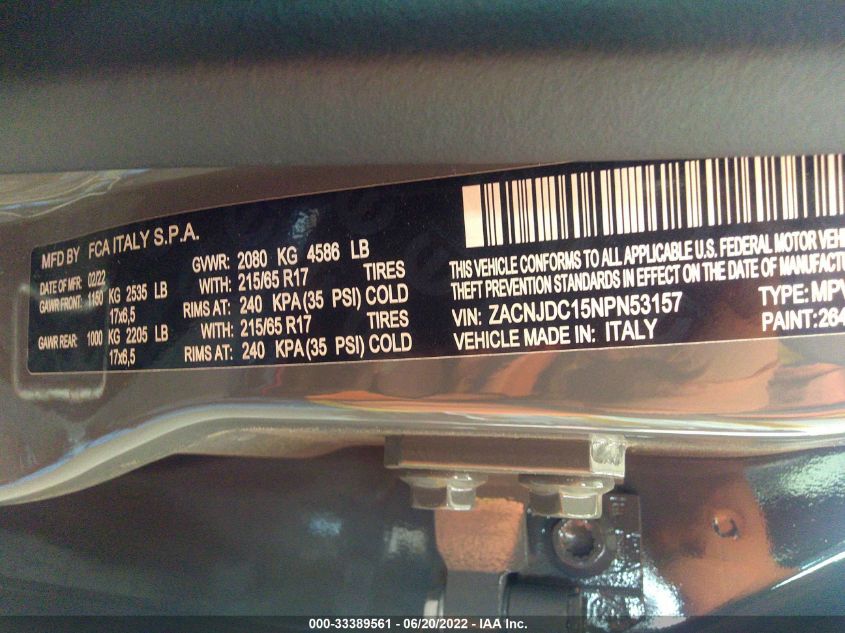 MFD BY FCA ITALY S.P.A.
DATE OF MFR: 02/22 GVWR: 2080 KG 4586 LB
GAWR FRONT: 1150 KG 2535 LB WITH: 215/65 R17 TIRES
17x6,5 RIMS AT: 240 KPA (35 PSI) COLD
GAWR REAR: 1000 KG 2205 LB WITH: 215/65 R17 TIRES
17x6,5 RIMS AT: 240 KPA (35 PSI) COLD
THIS VEHICLE CONFORMS TO ALL APPLICABLE U.S. FEDERAL MOTOR VEHI
THEFT PREVENTION STANDARDS IN EFFECT ON THE DATE OF MANUFACTUR
VIN: ZACNJDC15NPN53157 TYPE: MPV
VEHICLE MADE IN: ITALY PAINT: 264
000-33389561 - 06/20/2022 - IAA Inc.